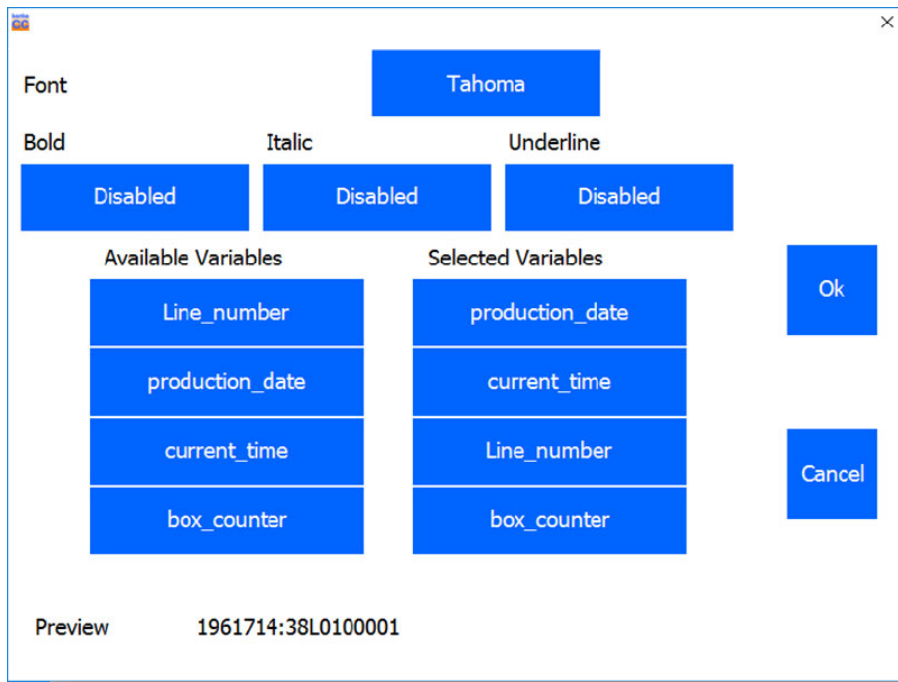 Font Tahoma
Bold Italic Underline
Disabled Disabled Disabled
Available Variables Selected Variables
Line_number production_date
Ok
production_date current_time
current_time Line_number
Cancel
box_counter box_counter
Preview 1961714:38L0100001